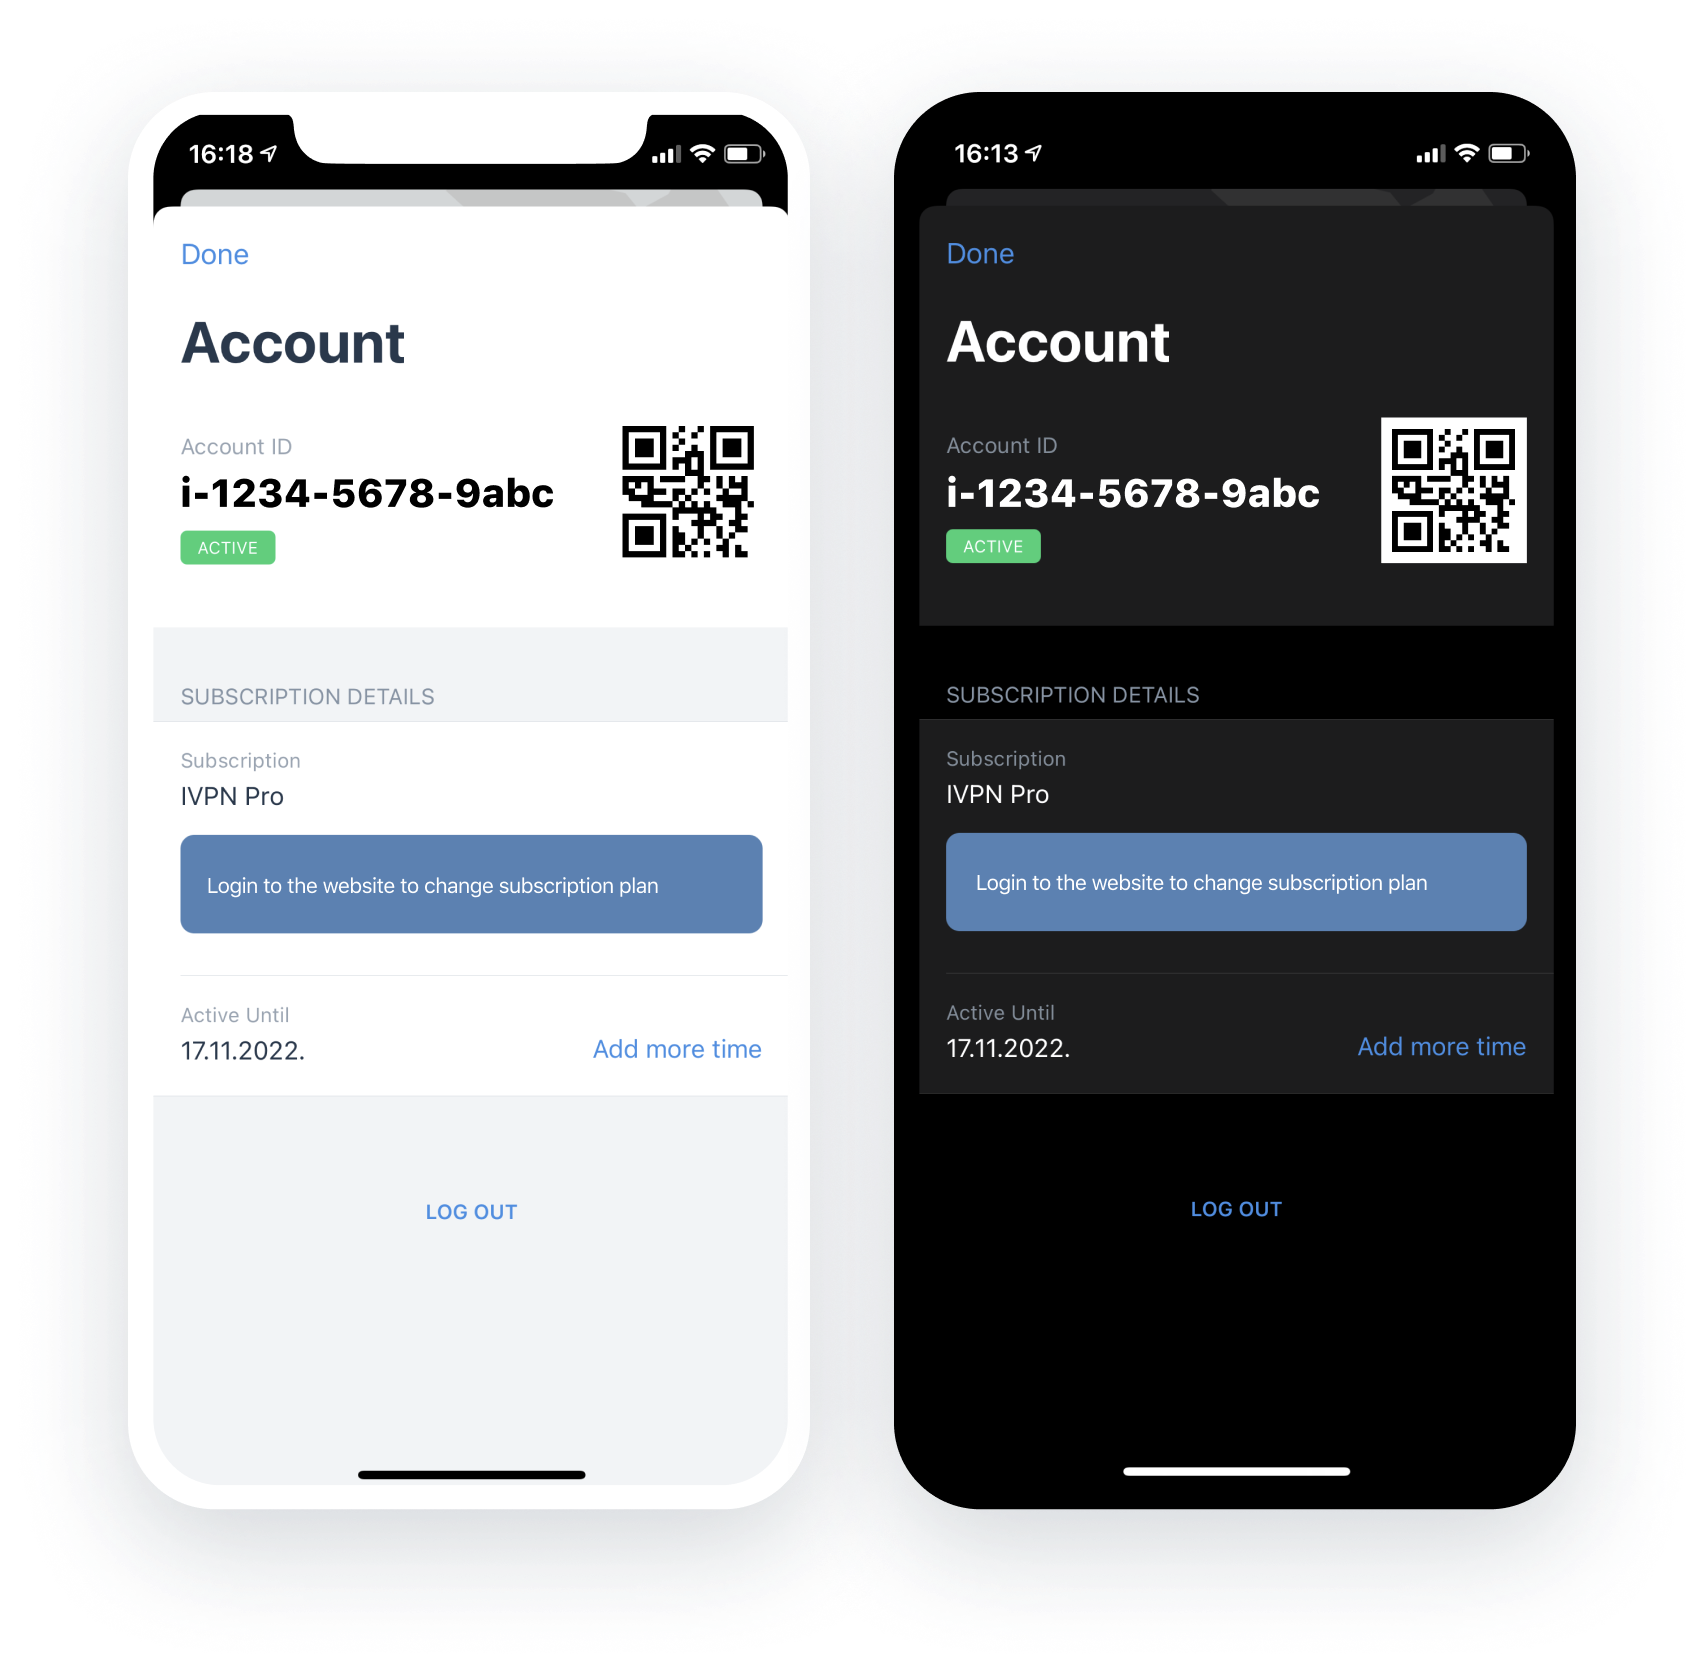 16:18
Done
Account
Account ID
i-1234-5678-9abc
ACTIVE
SUBSCRIPTION DETAILS
Subscription
IVPN Pro
Login to the website to change subscription plan
Active Until
17.11.2022.
Add more time
LOG OUT
16:13
Done
Account
Account ID
i-1234-5678-9abc
ACTIVE
SUBSCRIPTION DETAILS
Subscription
IVPN Pro
Login to the website to change subscription plan
Active Until
17.11.2022.
Add more time
LOG OUT